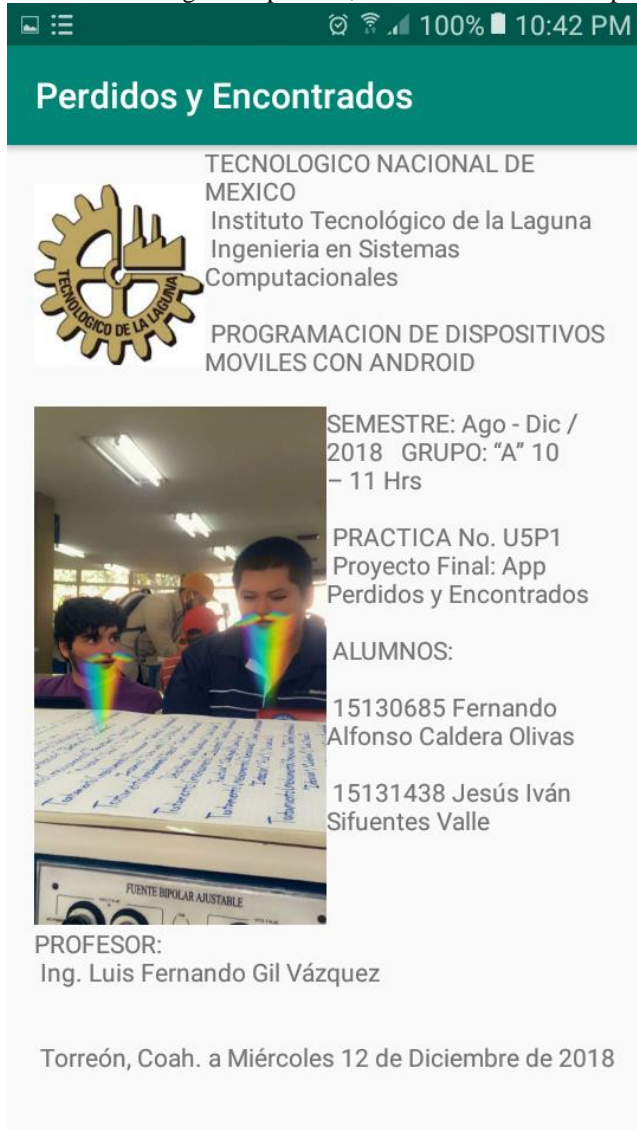 100% 10:42 PM
Perdidos y Encontrados
TECNOLOGICO NACIONAL DE
MEXICO
Instituto Tecnológico de la Laguna
Ingenieria en Sistemas
Computacionales
PROGRAMACION DE DISPOSITIVOS
MOVILES CON ANDROID
TECNOLOGICO DE LA LAGUNA
SEMESTRE: Ago - Dic /
2018 GRUPO: “A” 10
– 11 Hrs
PRACTICA No. U5P1
Proyecto Final: App
Perdidos y Encontrados
ALUMNOS:
15130685 Fernando
Alfonso Caldera Olivas
15131438 Jesús Iván
Sifuentes Valle
FUENTE BIPOLAR AJUSTABLE
PROFESOR:
Ing. Luis Fernando Gil Vázquez
Torreón, Coah. a Miércoles 12 de Diciembre de 2018